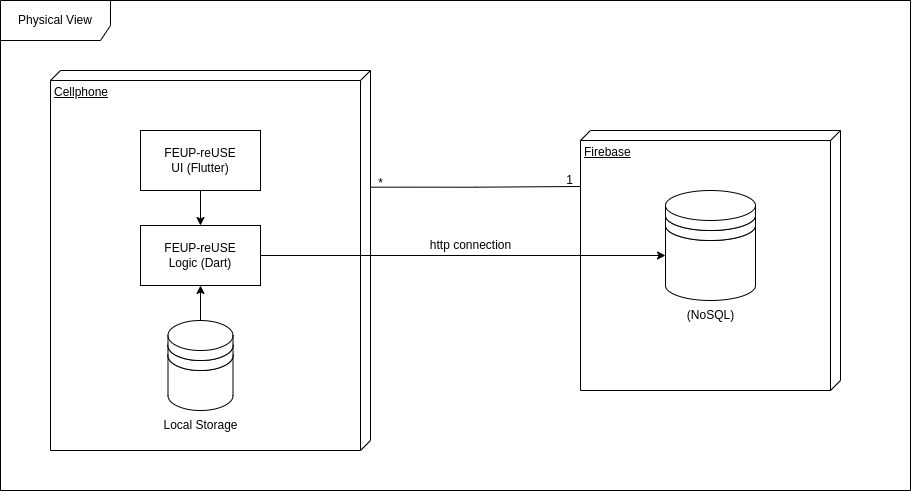 Physical View
Cellphone
FEUP-reUSE
UI (Flutter)
Firebase
*
1
FEUP-reUSE
Logic (Dart)
http connection
(NoSQL)
Local Storage